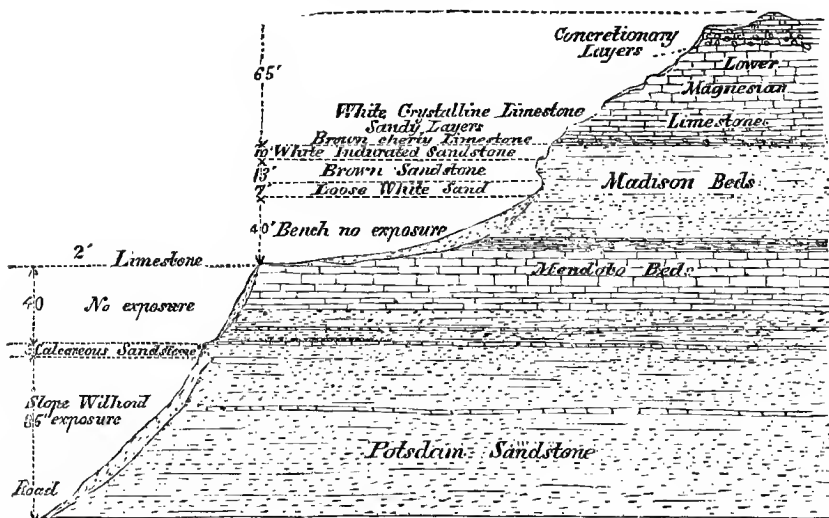 Concretionary
Layers
65'
Lower
Magnesian
Limestones
White Crystalline Limestone
Sandy Layers
Brown cherty Limestone
10' White Indurated Sandstone
13' Brown Sandstone
7' Loose White Sand
Madison Beds
40' Bench no exposure
2' Limestone
Mendota Beds
40
No exposure
Calcareous Sandstone
Slope Without
exposure
Potsdam Sandstone
Road